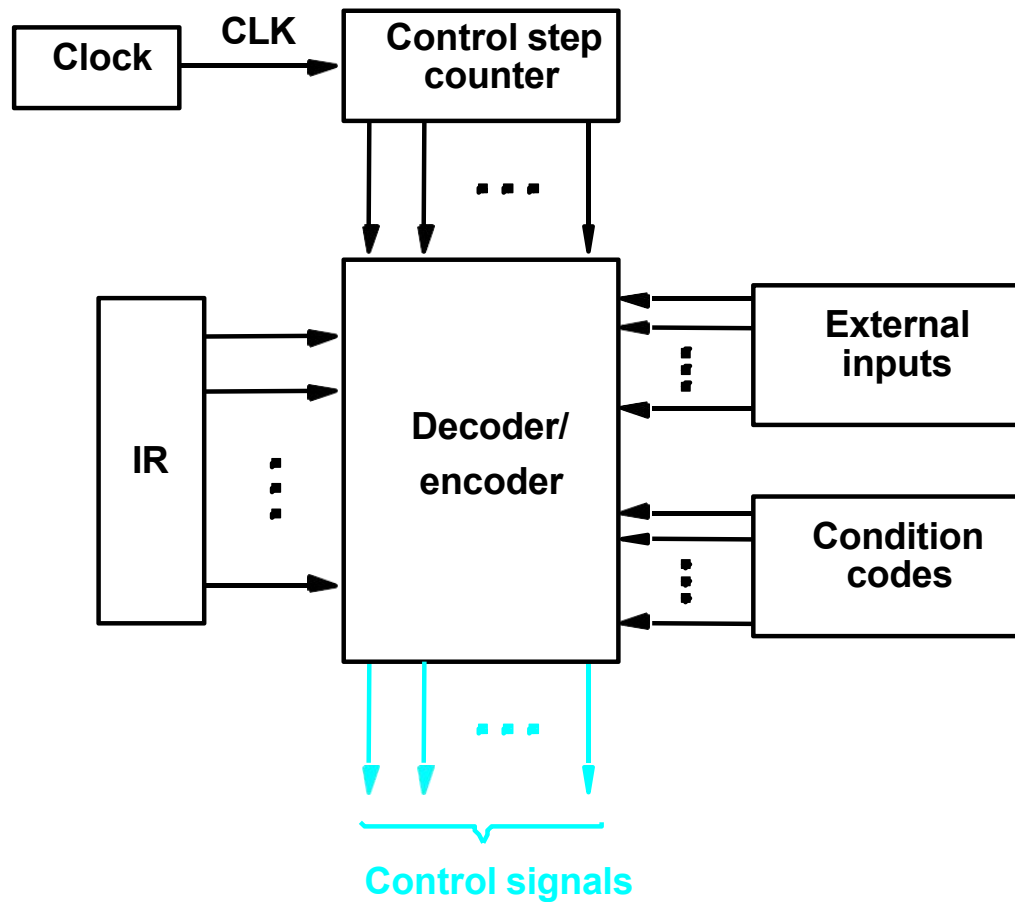 Clock
CLK
Control step
counter
IR
Decoder/
encoder
External
inputs
Condition
codes
Control signals